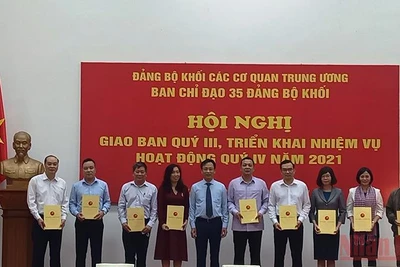 ĐẢNG BỘ KHỐI CÁC CƠ QUAN TRUNG ƯƠNG
BAN CHỈ ĐẠO 35 ĐẢNG BỘ KHỐI
HỘI NGHỊ
GIAO BAN QUÝ III, TRIỂN KHAI NHIỆM VỤ
HOẠT ĐỘNG QUÝ IV NĂM 2021